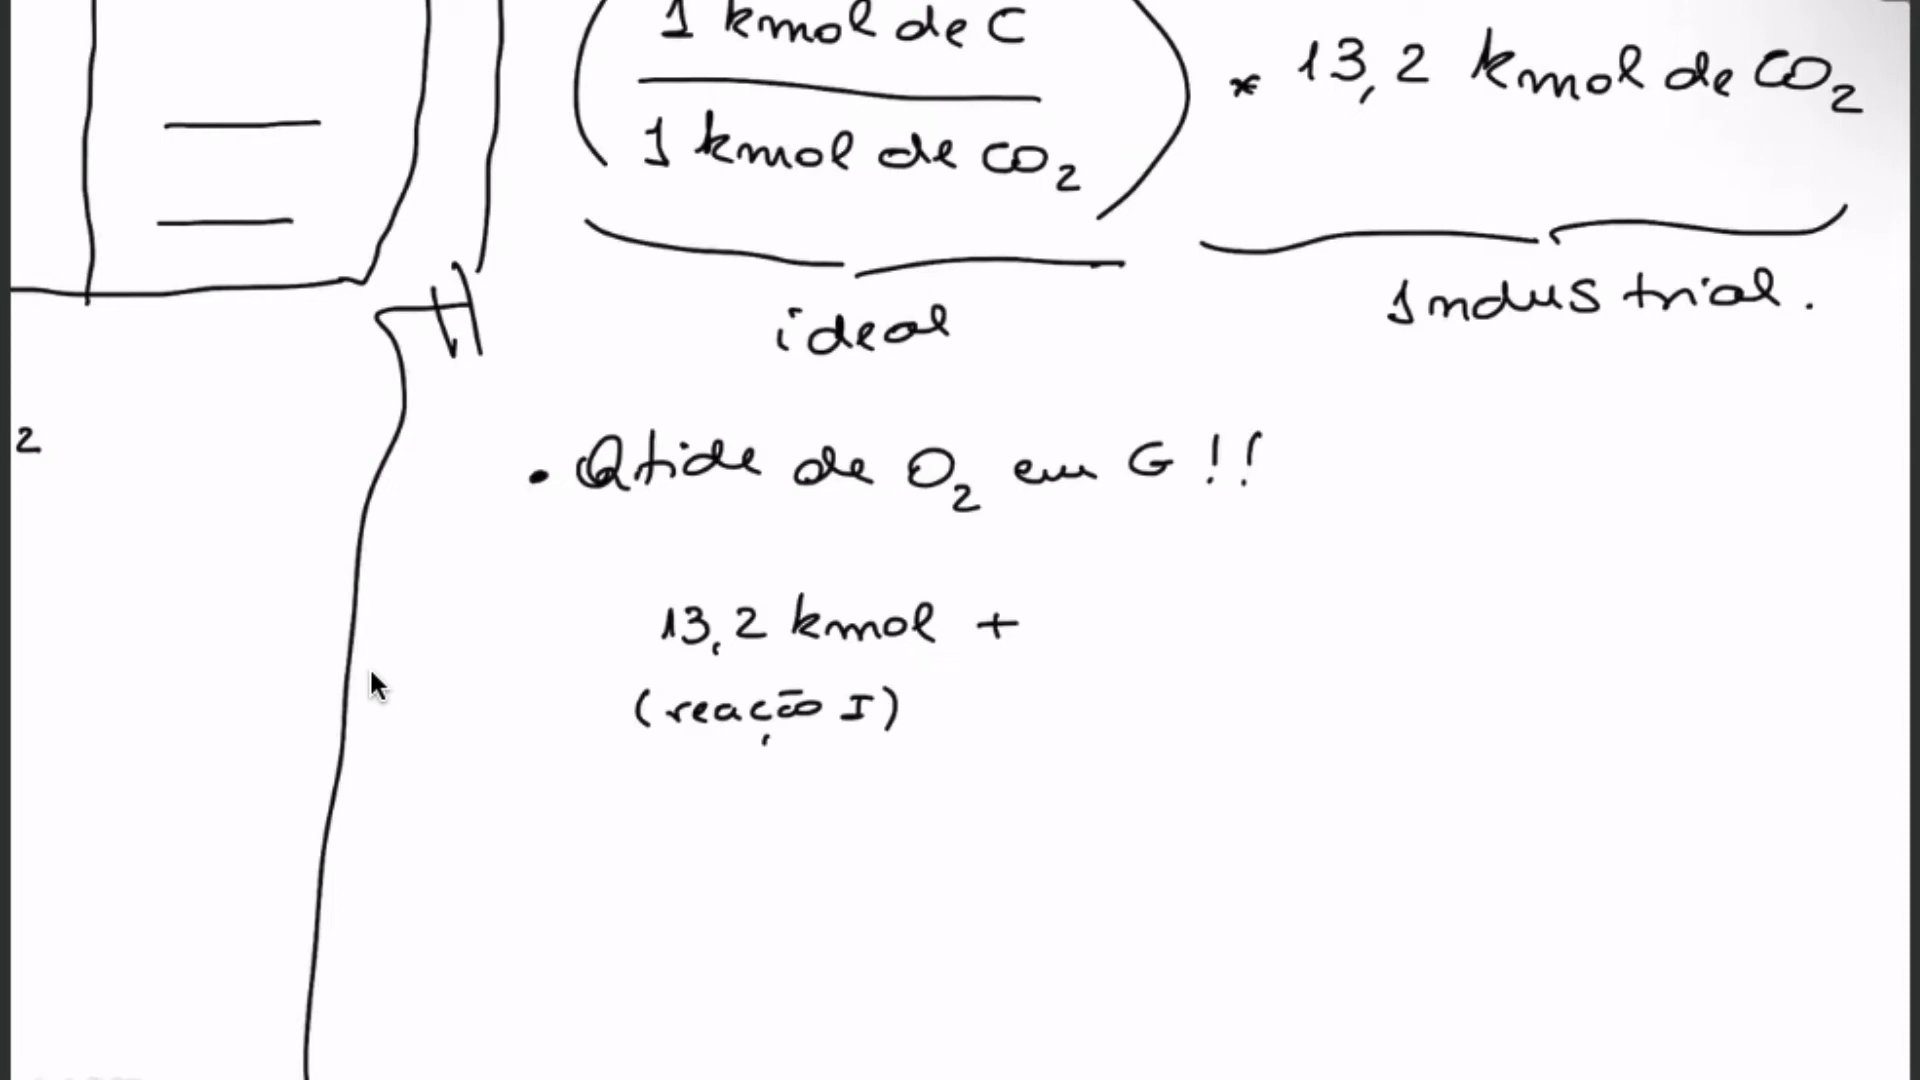 1 kmol de C
1 kmol de CO2
* 13,2 kmol de CO2
ideal
Industrial.
2
• Qtide de O2 em G!!
13,2 kmol +
(reação I)